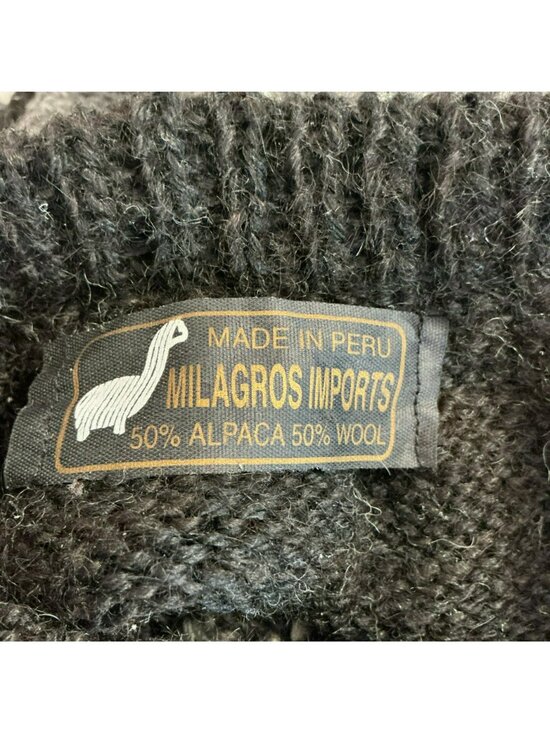 MADE IN PERU
MILAGROS IMPORTS
50% ALPACA 50% WOOL